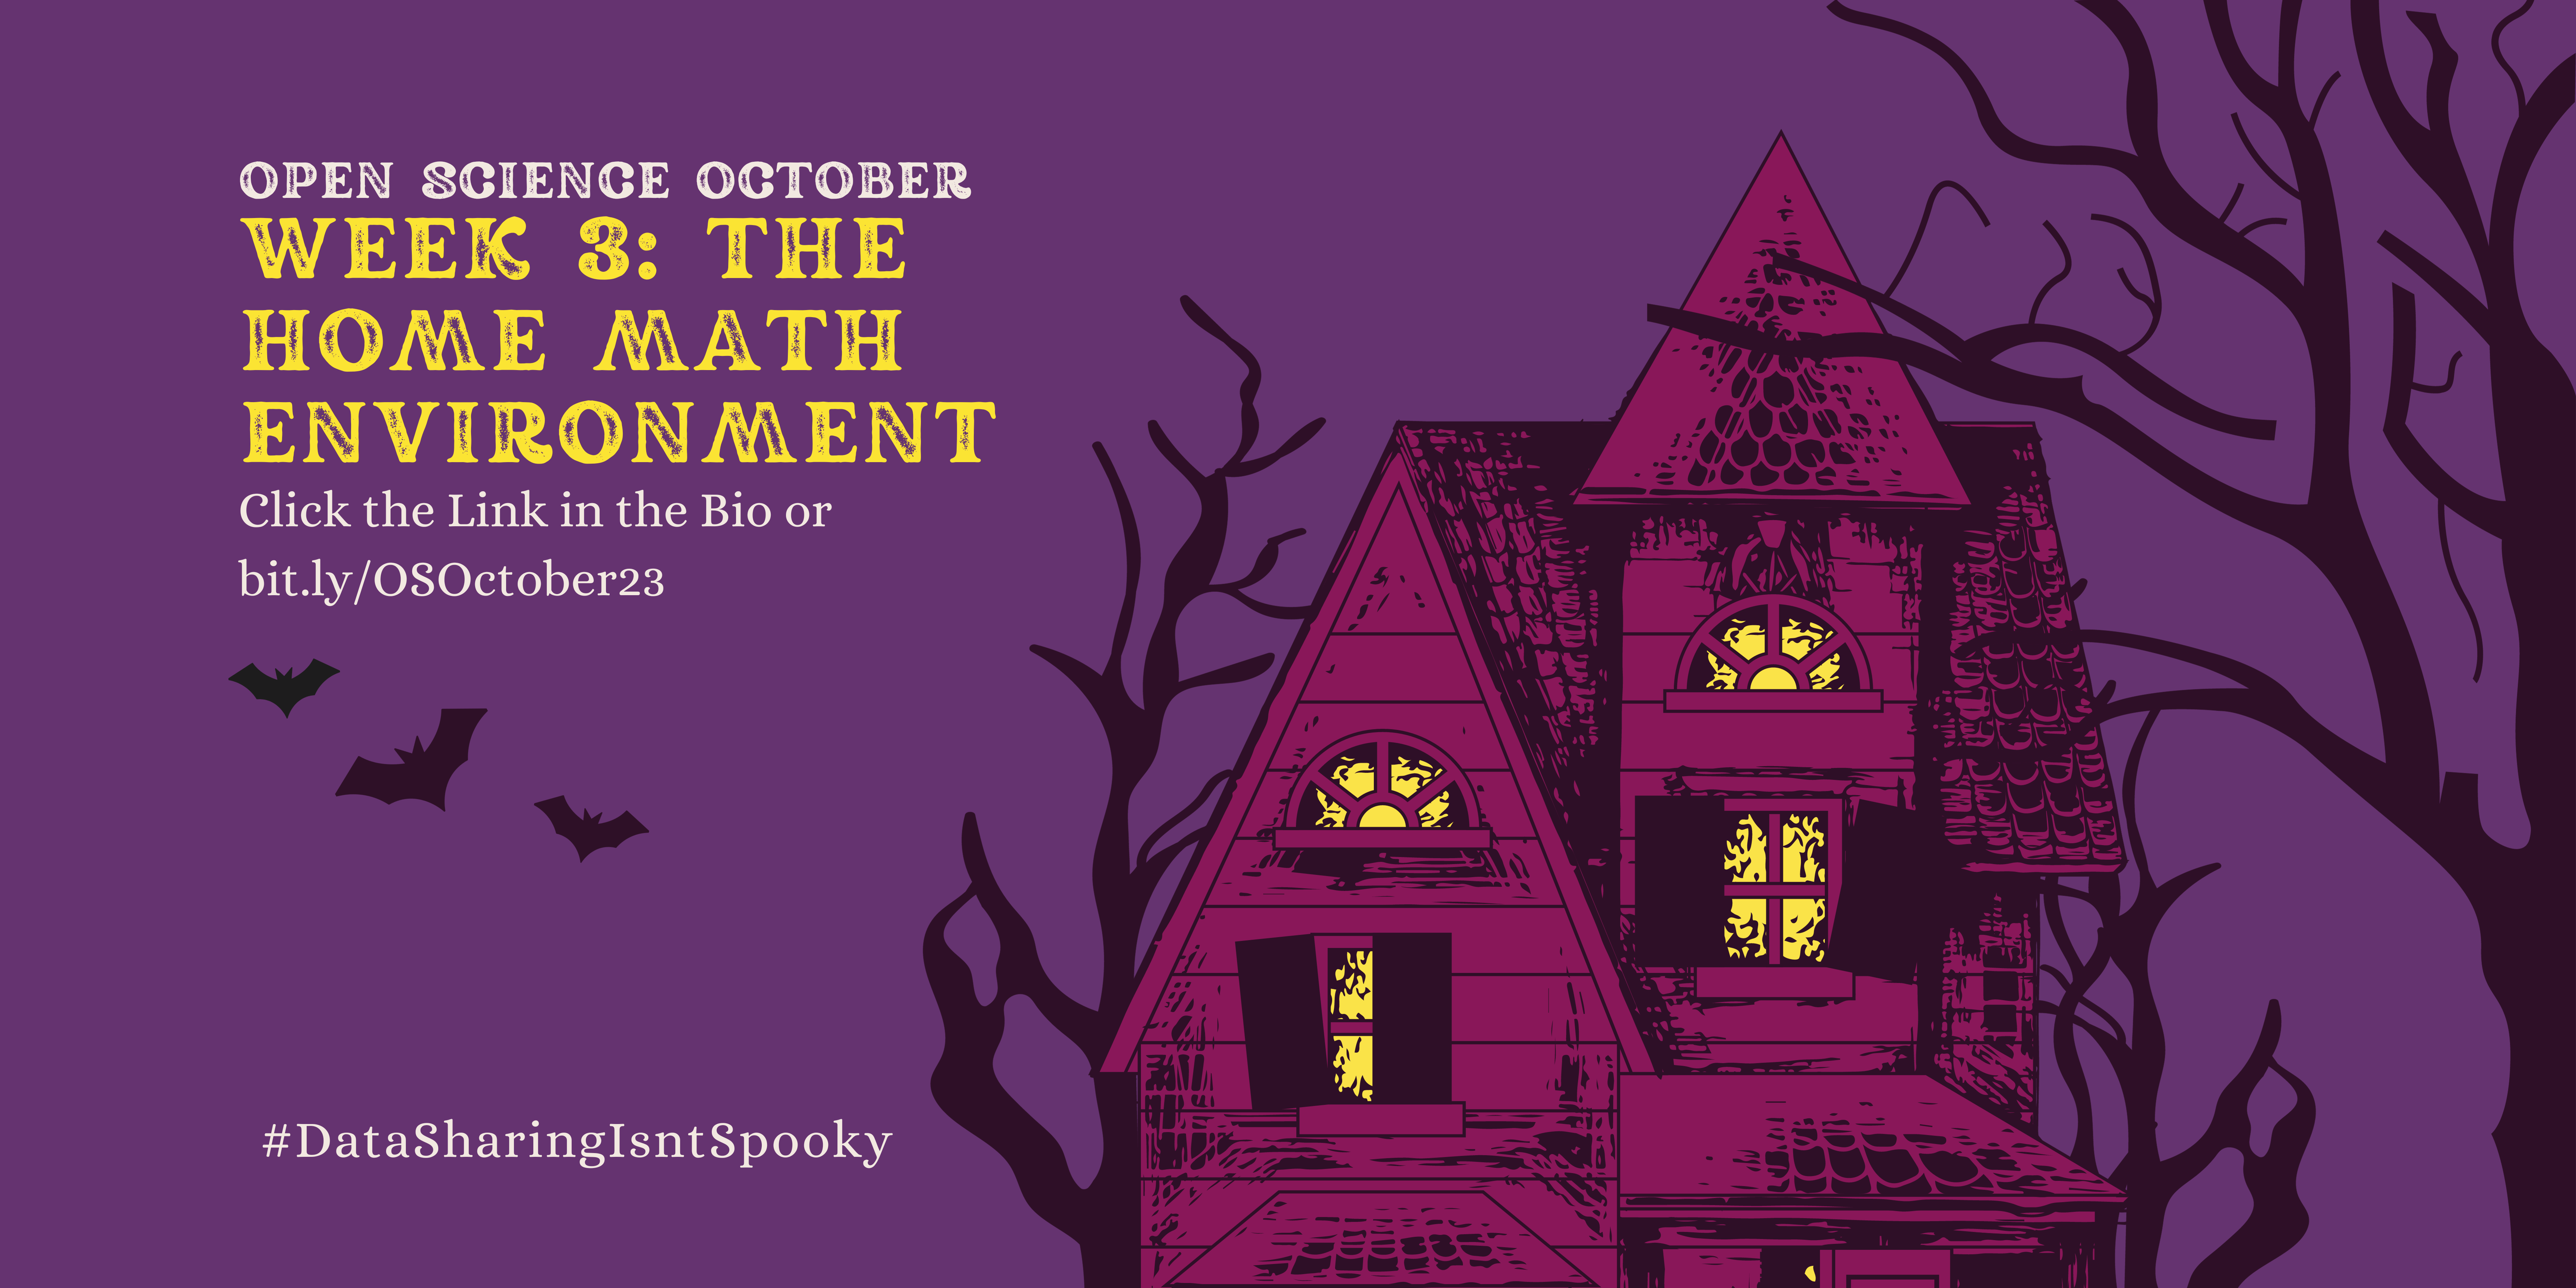 OPEN SCIENCE OCTOBER
WEEK 3: THE
HOME MATH
ENVIRONMENT
Click the Link in the Bio or
bit.ly/OSOctober23
#DataSharingIsntSpooky